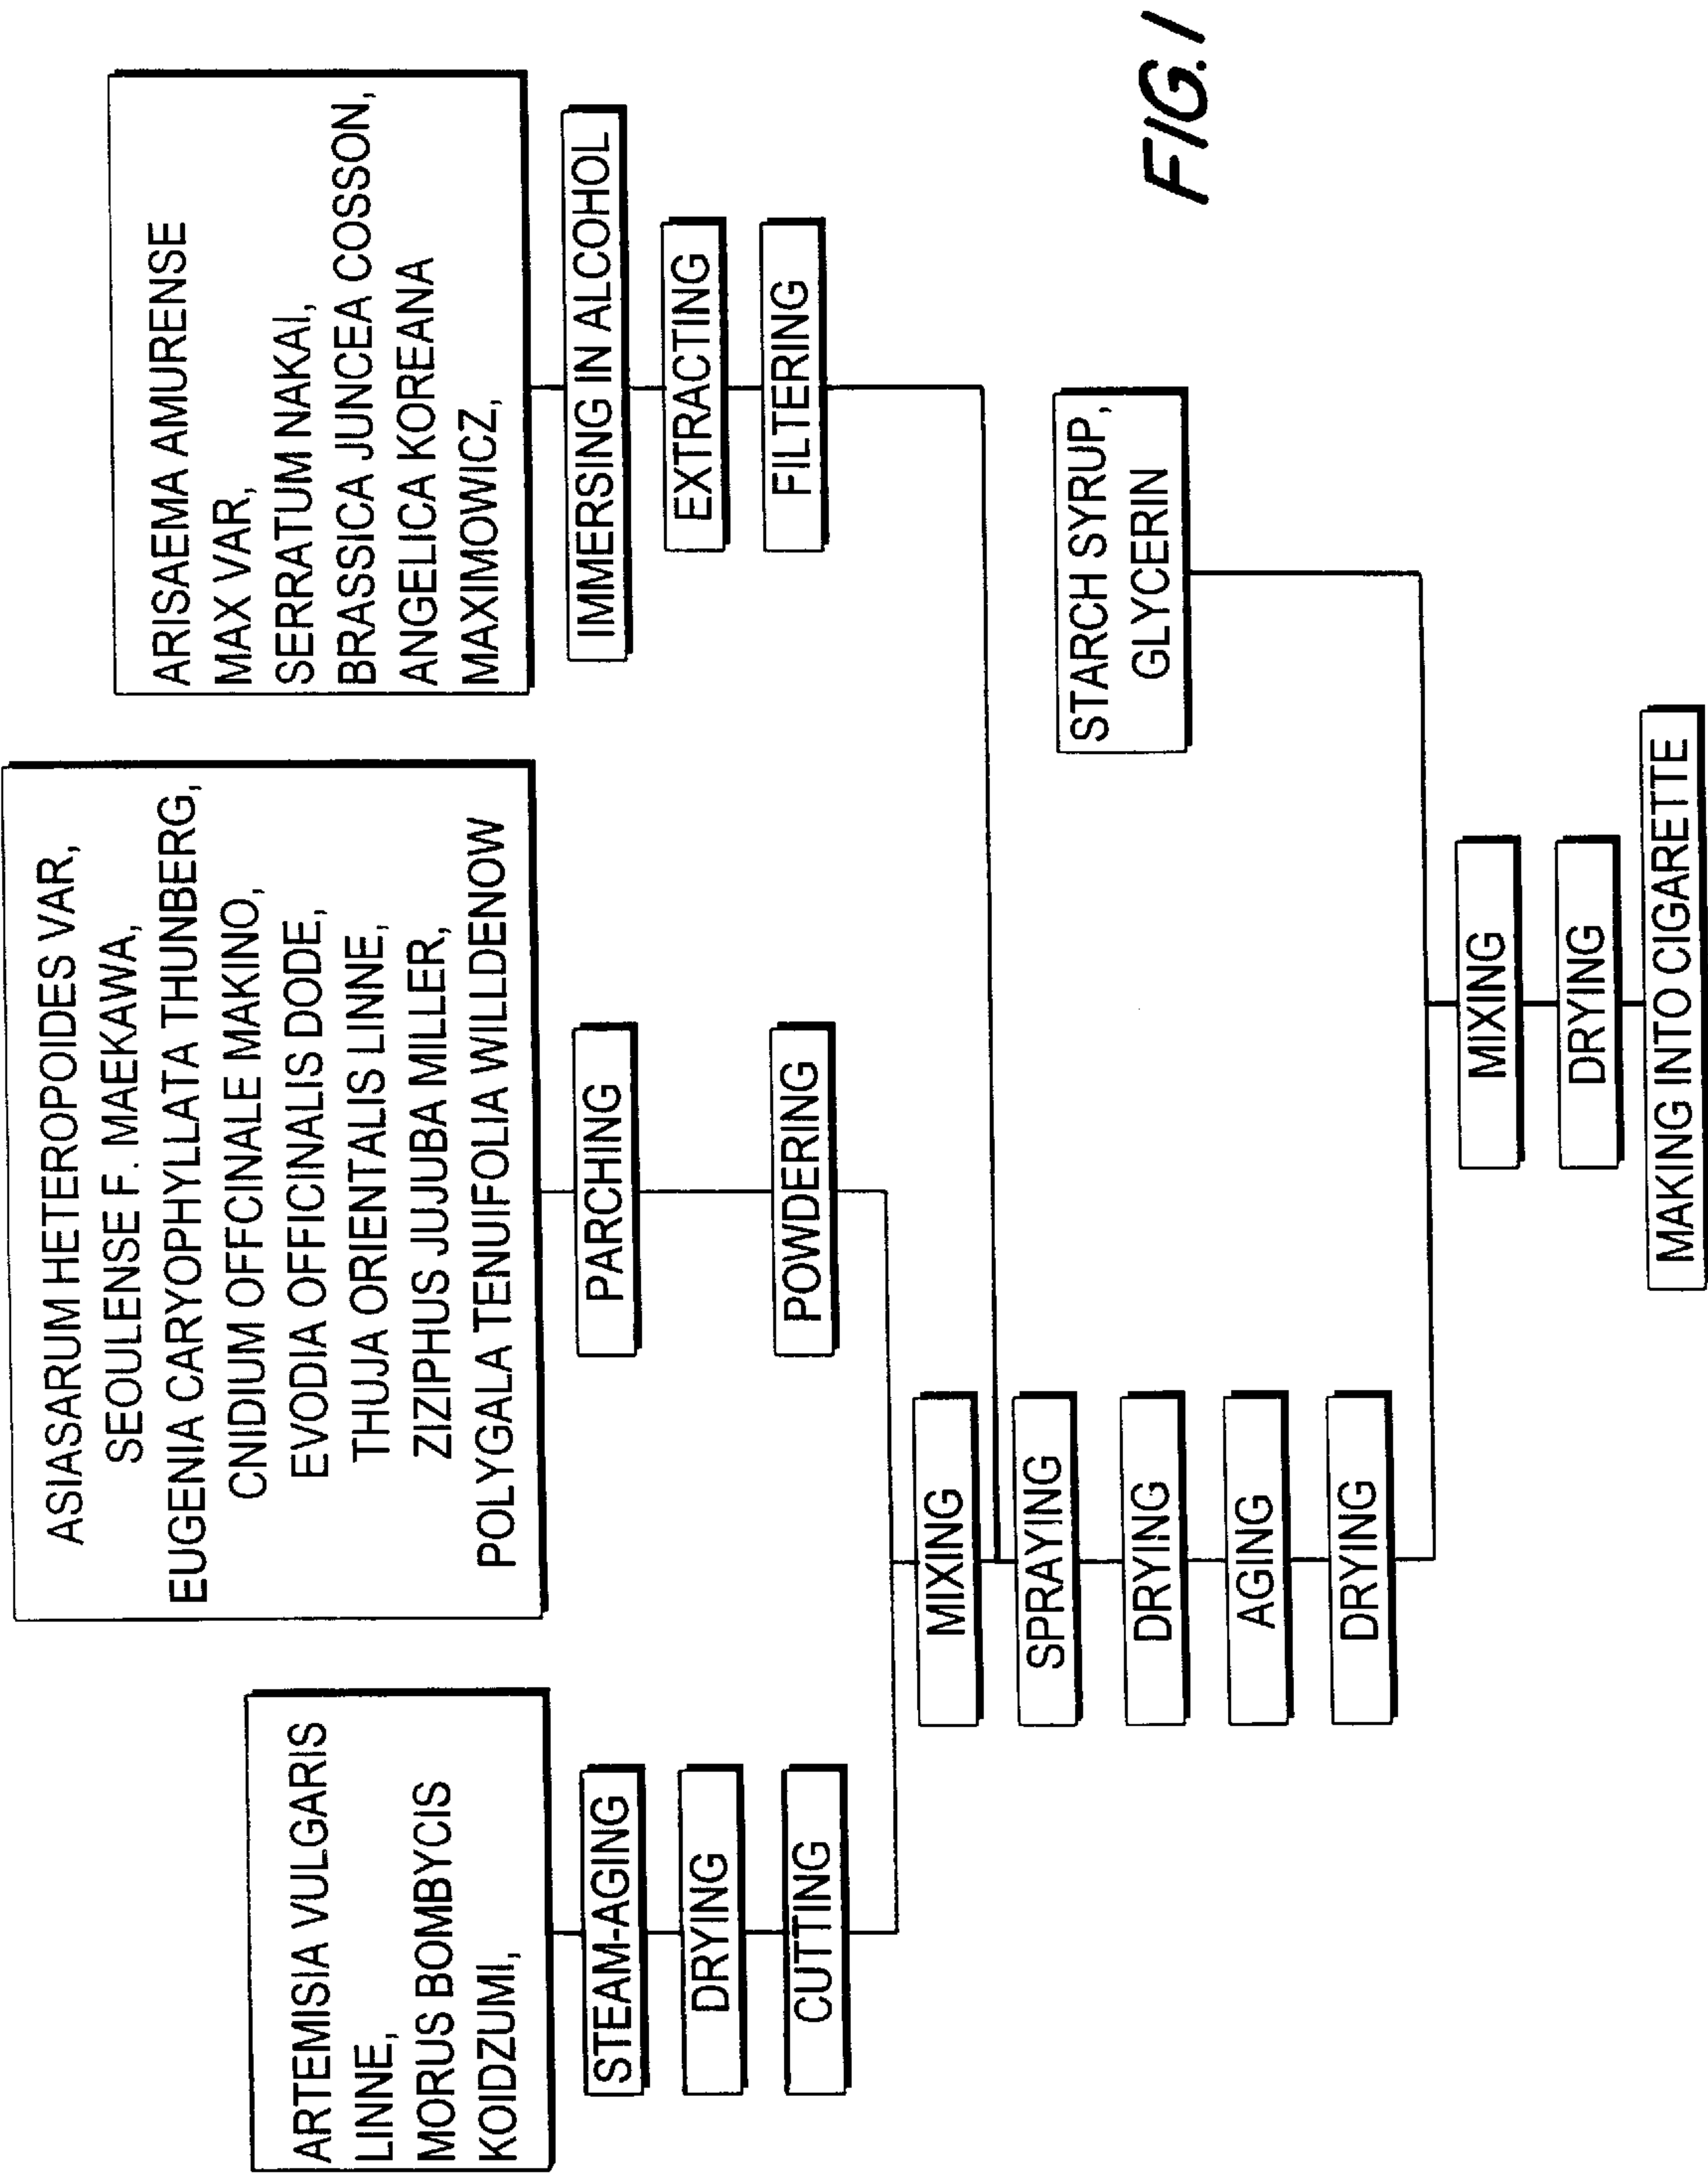 ARTEMISIA VULGARIS
LINNE,
MORUS BOMBYCIS
KOIDZUMI,
STEAM-AGING
DRYING
CUTTING
ASIASARUM HETEROPOIDES VAR,
SEOULENSE F. MAEKAWA,
EUGENIA CARYOPHYLLATA THUNBERG,
CNIDIUM OFFCINALE MAKINO,
EVODIA OFFICINALIS DODE,
THUJA ORIENTALIS LINNE,
ZIZIPHUS JUJUBA MILLER,
POLYGALA TENUIFOLIA WILLDENOW
PARCHING
POWDERING
ARISAEMA AMURENSE
MAX VAR,
SERRATUM NAKAI,
BRASSICA JUNCEA COSSON,
ANGELICA KOREANA
MAXIMOWICZ,
IMMERSING IN ALCOHOL
EXTRACTING
FILTERING
MIXING
SPRAYING
DRYING
AGING
DRYING
STARCH SYRUP,
GLYCERIN
MIXING
DRYING
MAKING INTO CIGARETTE
FIG. 1